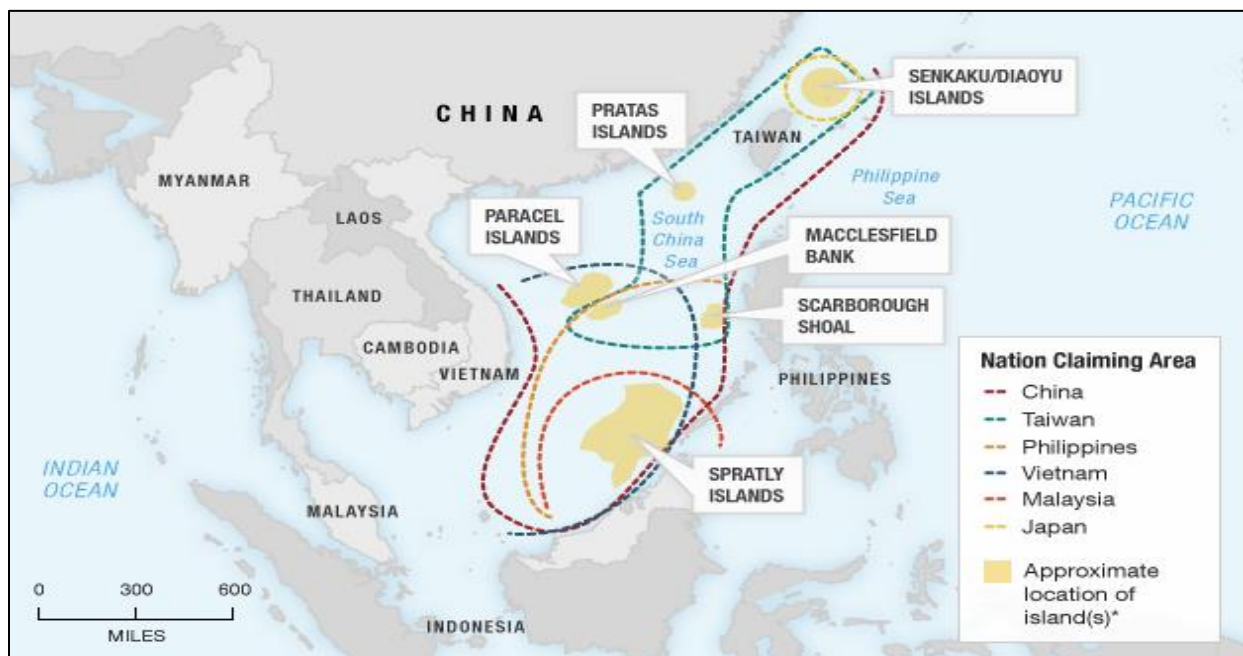 SENKAKU/DIAOYU
ISLANDS
CHINA
PRATAS
ISLANDS
TAIWAN
MYANMAR
Philippine
Sea
PACIFIC
OCEAN
LAOS
PARACEL
ISLANDS
South
China
Sea
MACCLESFIELD
BANK
THAILAND
SCARBOROUGH
SHOAL
CAMBODIA
VIETNAM
PHILIPPINES
Nation Claiming Area
China
Taiwan
Philippines
Vietnam
Malaysia
Japan
Approximate
location of
island(s)*
INDIAN
OCEAN
SPRATLY
ISLANDS
MALAYSIA
0 300 600
MILES
INDONESIA